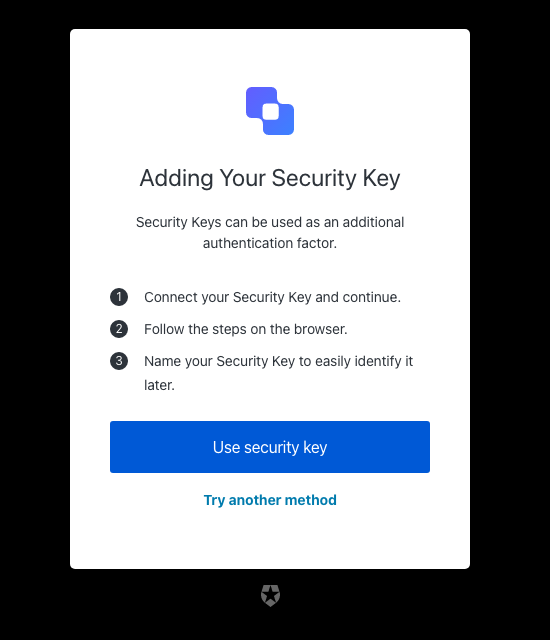 Adding Your Security Key
Security Keys can be used as an additional
authentication factor.
1 Connect your Security Key and continue.
2 Follow the steps on the browser.
3 Name your Security Key to easily identify it
later.
Use security key
Try another method